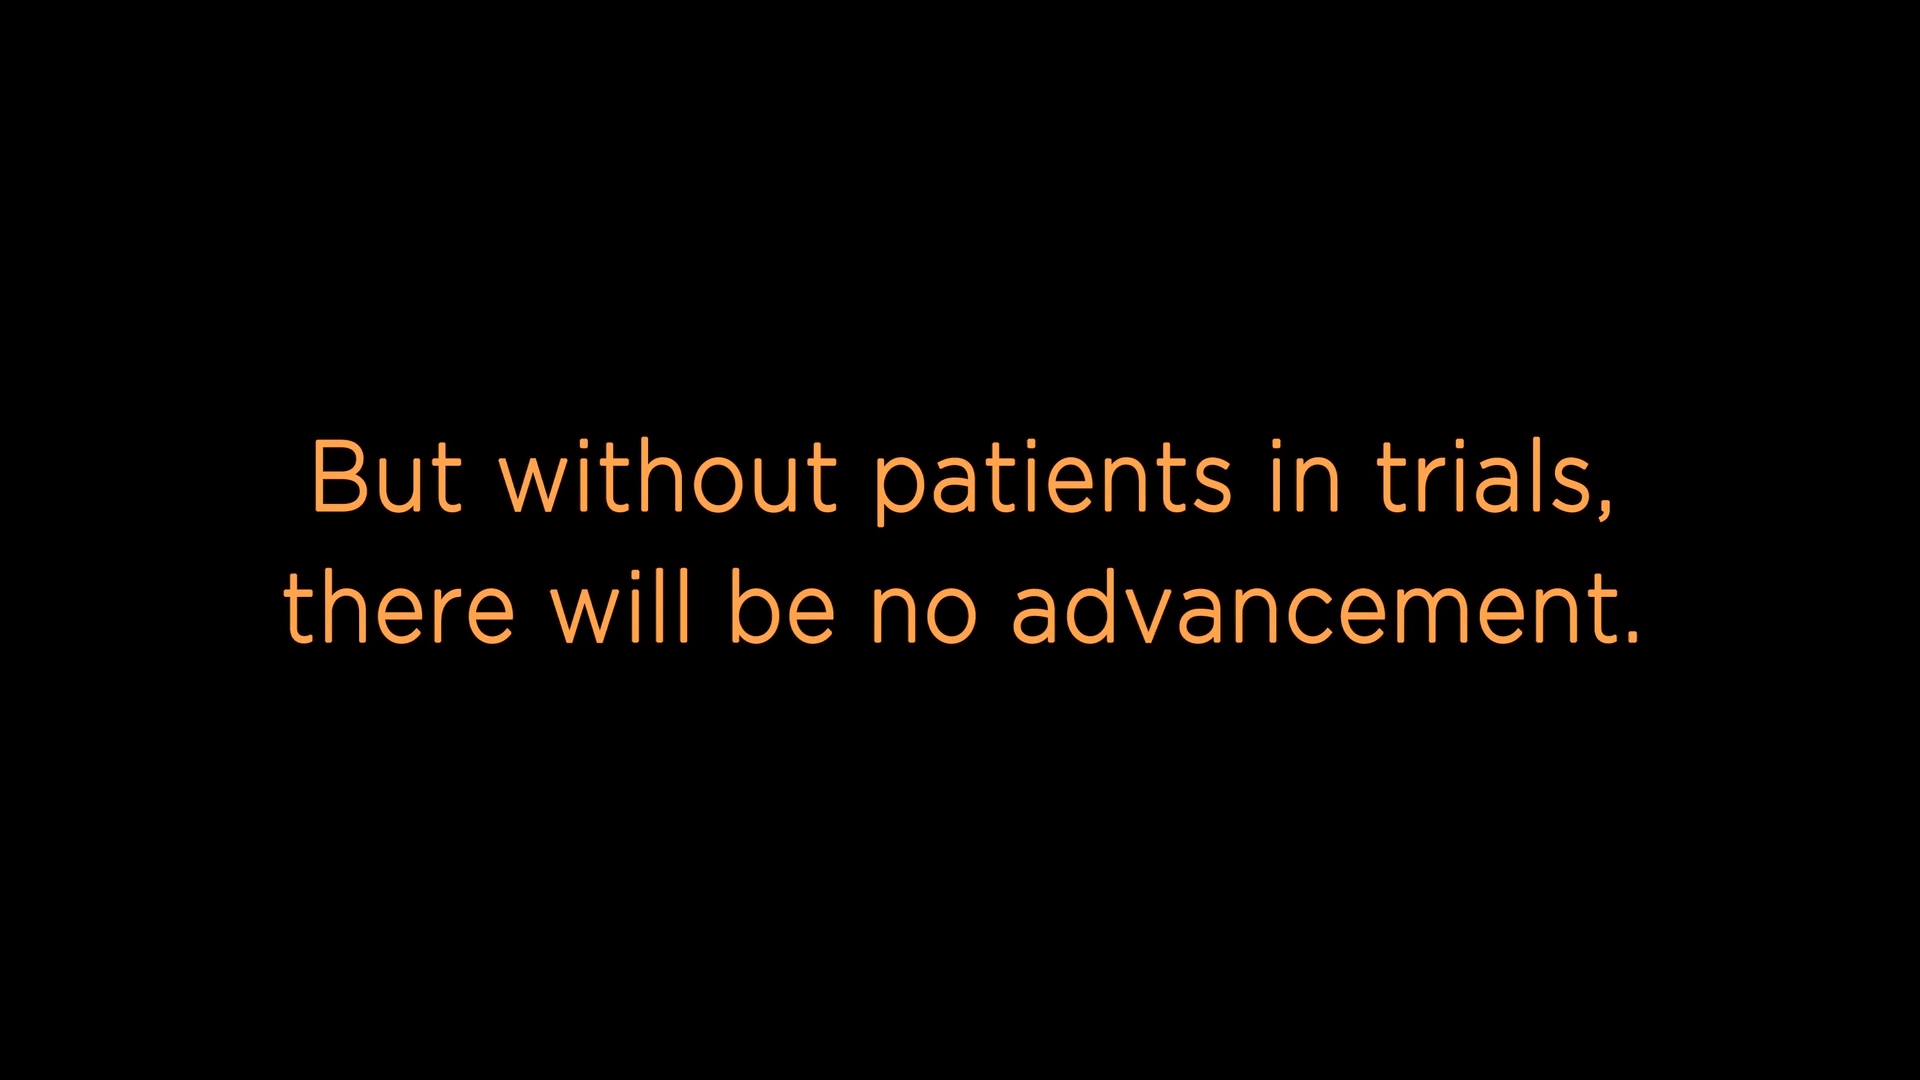 But without patients in trials,
there will be no advancement.